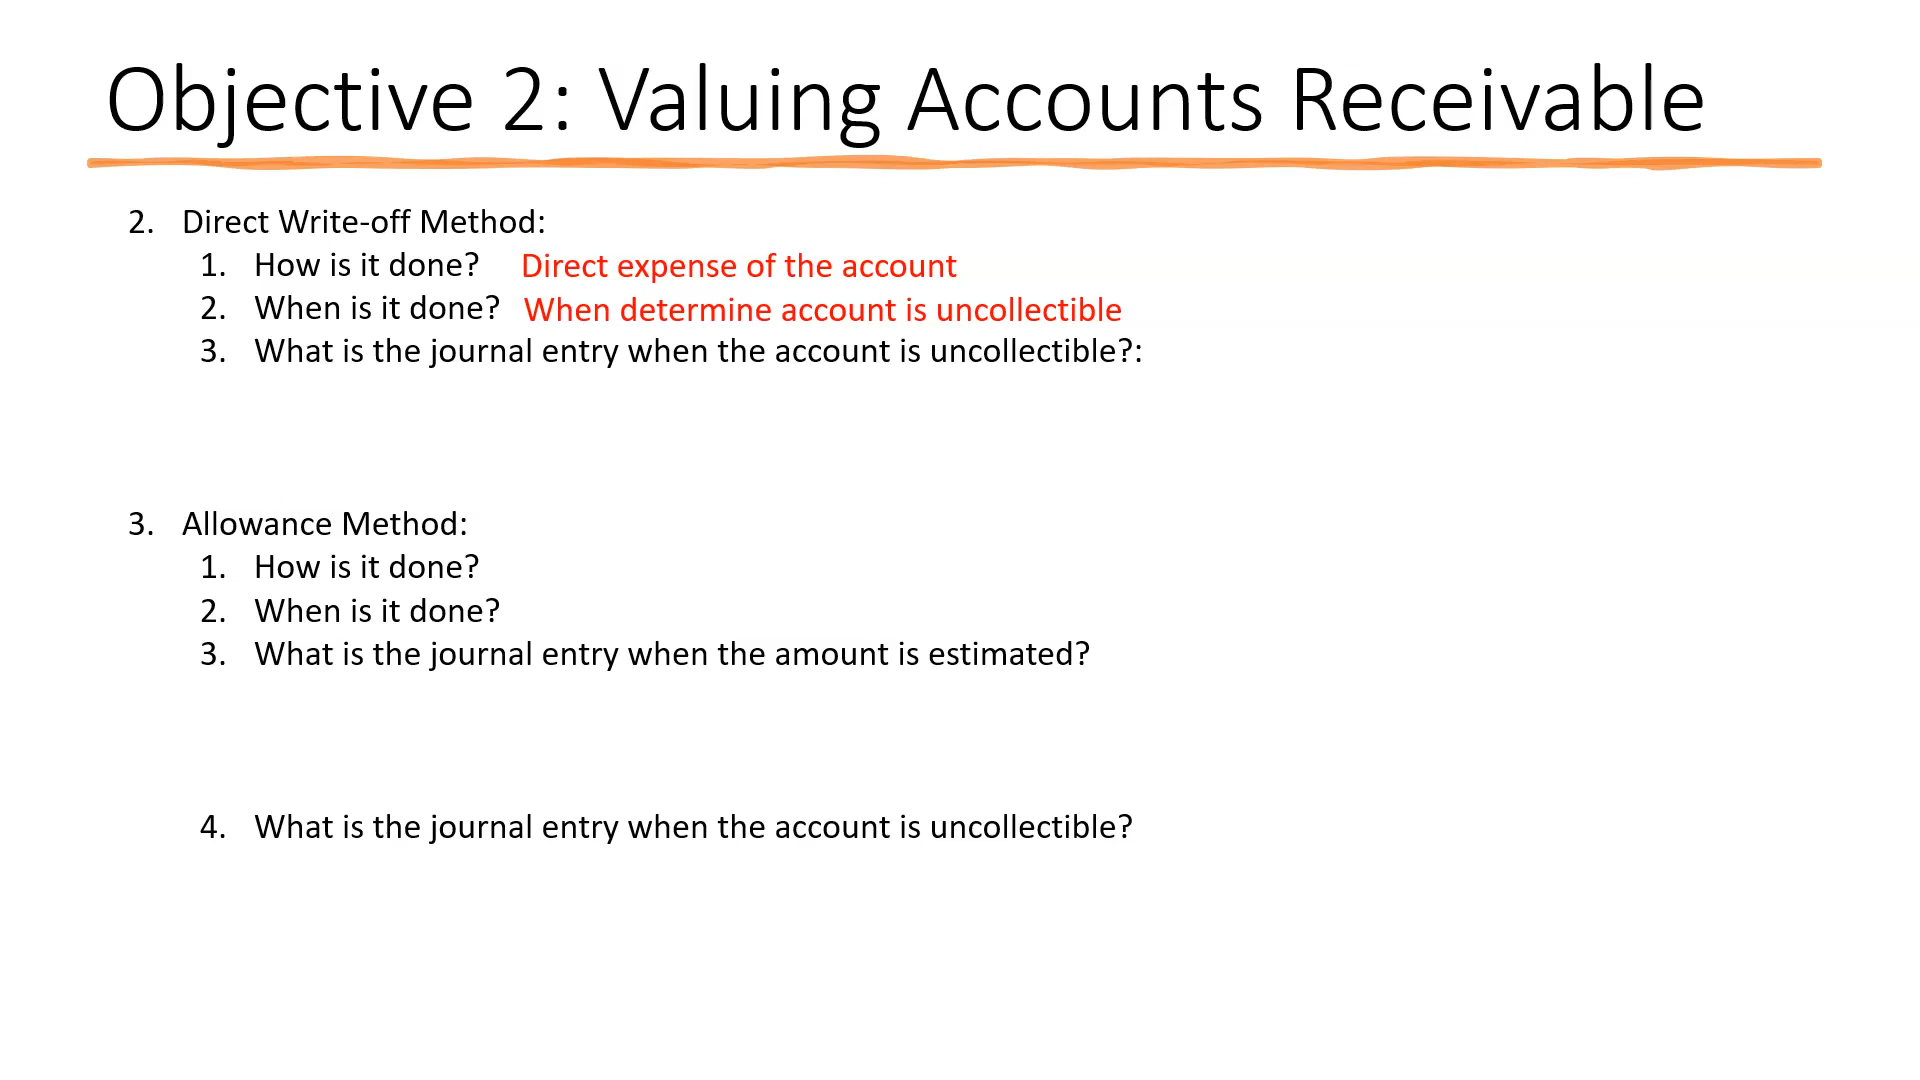 Objective 2: Valuing Accounts Receivable
2. Direct Write-off Method:
1. How is it done? Direct expense of the account
2. When is it done? When determine account is uncollectible
3. What is the journal entry when the account is uncollectible?:
3. Allowance Method:
1. How is it done?
2. When is it done?
3. What is the journal entry when the amount is estimated?
4. What is the journal entry when the account is uncollectible?